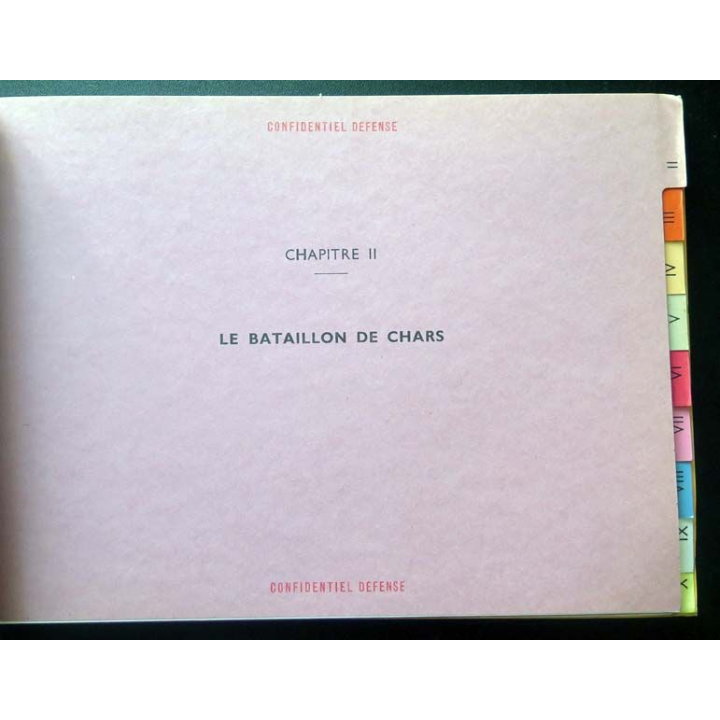 CONFIDENTIEL DEFENSE
CHAPITRE II
LE BATAILLON DE CHARS
CONFIDENTIEL DEFENSE
II
III
IV
V
VI
VII
VIII
IX
X